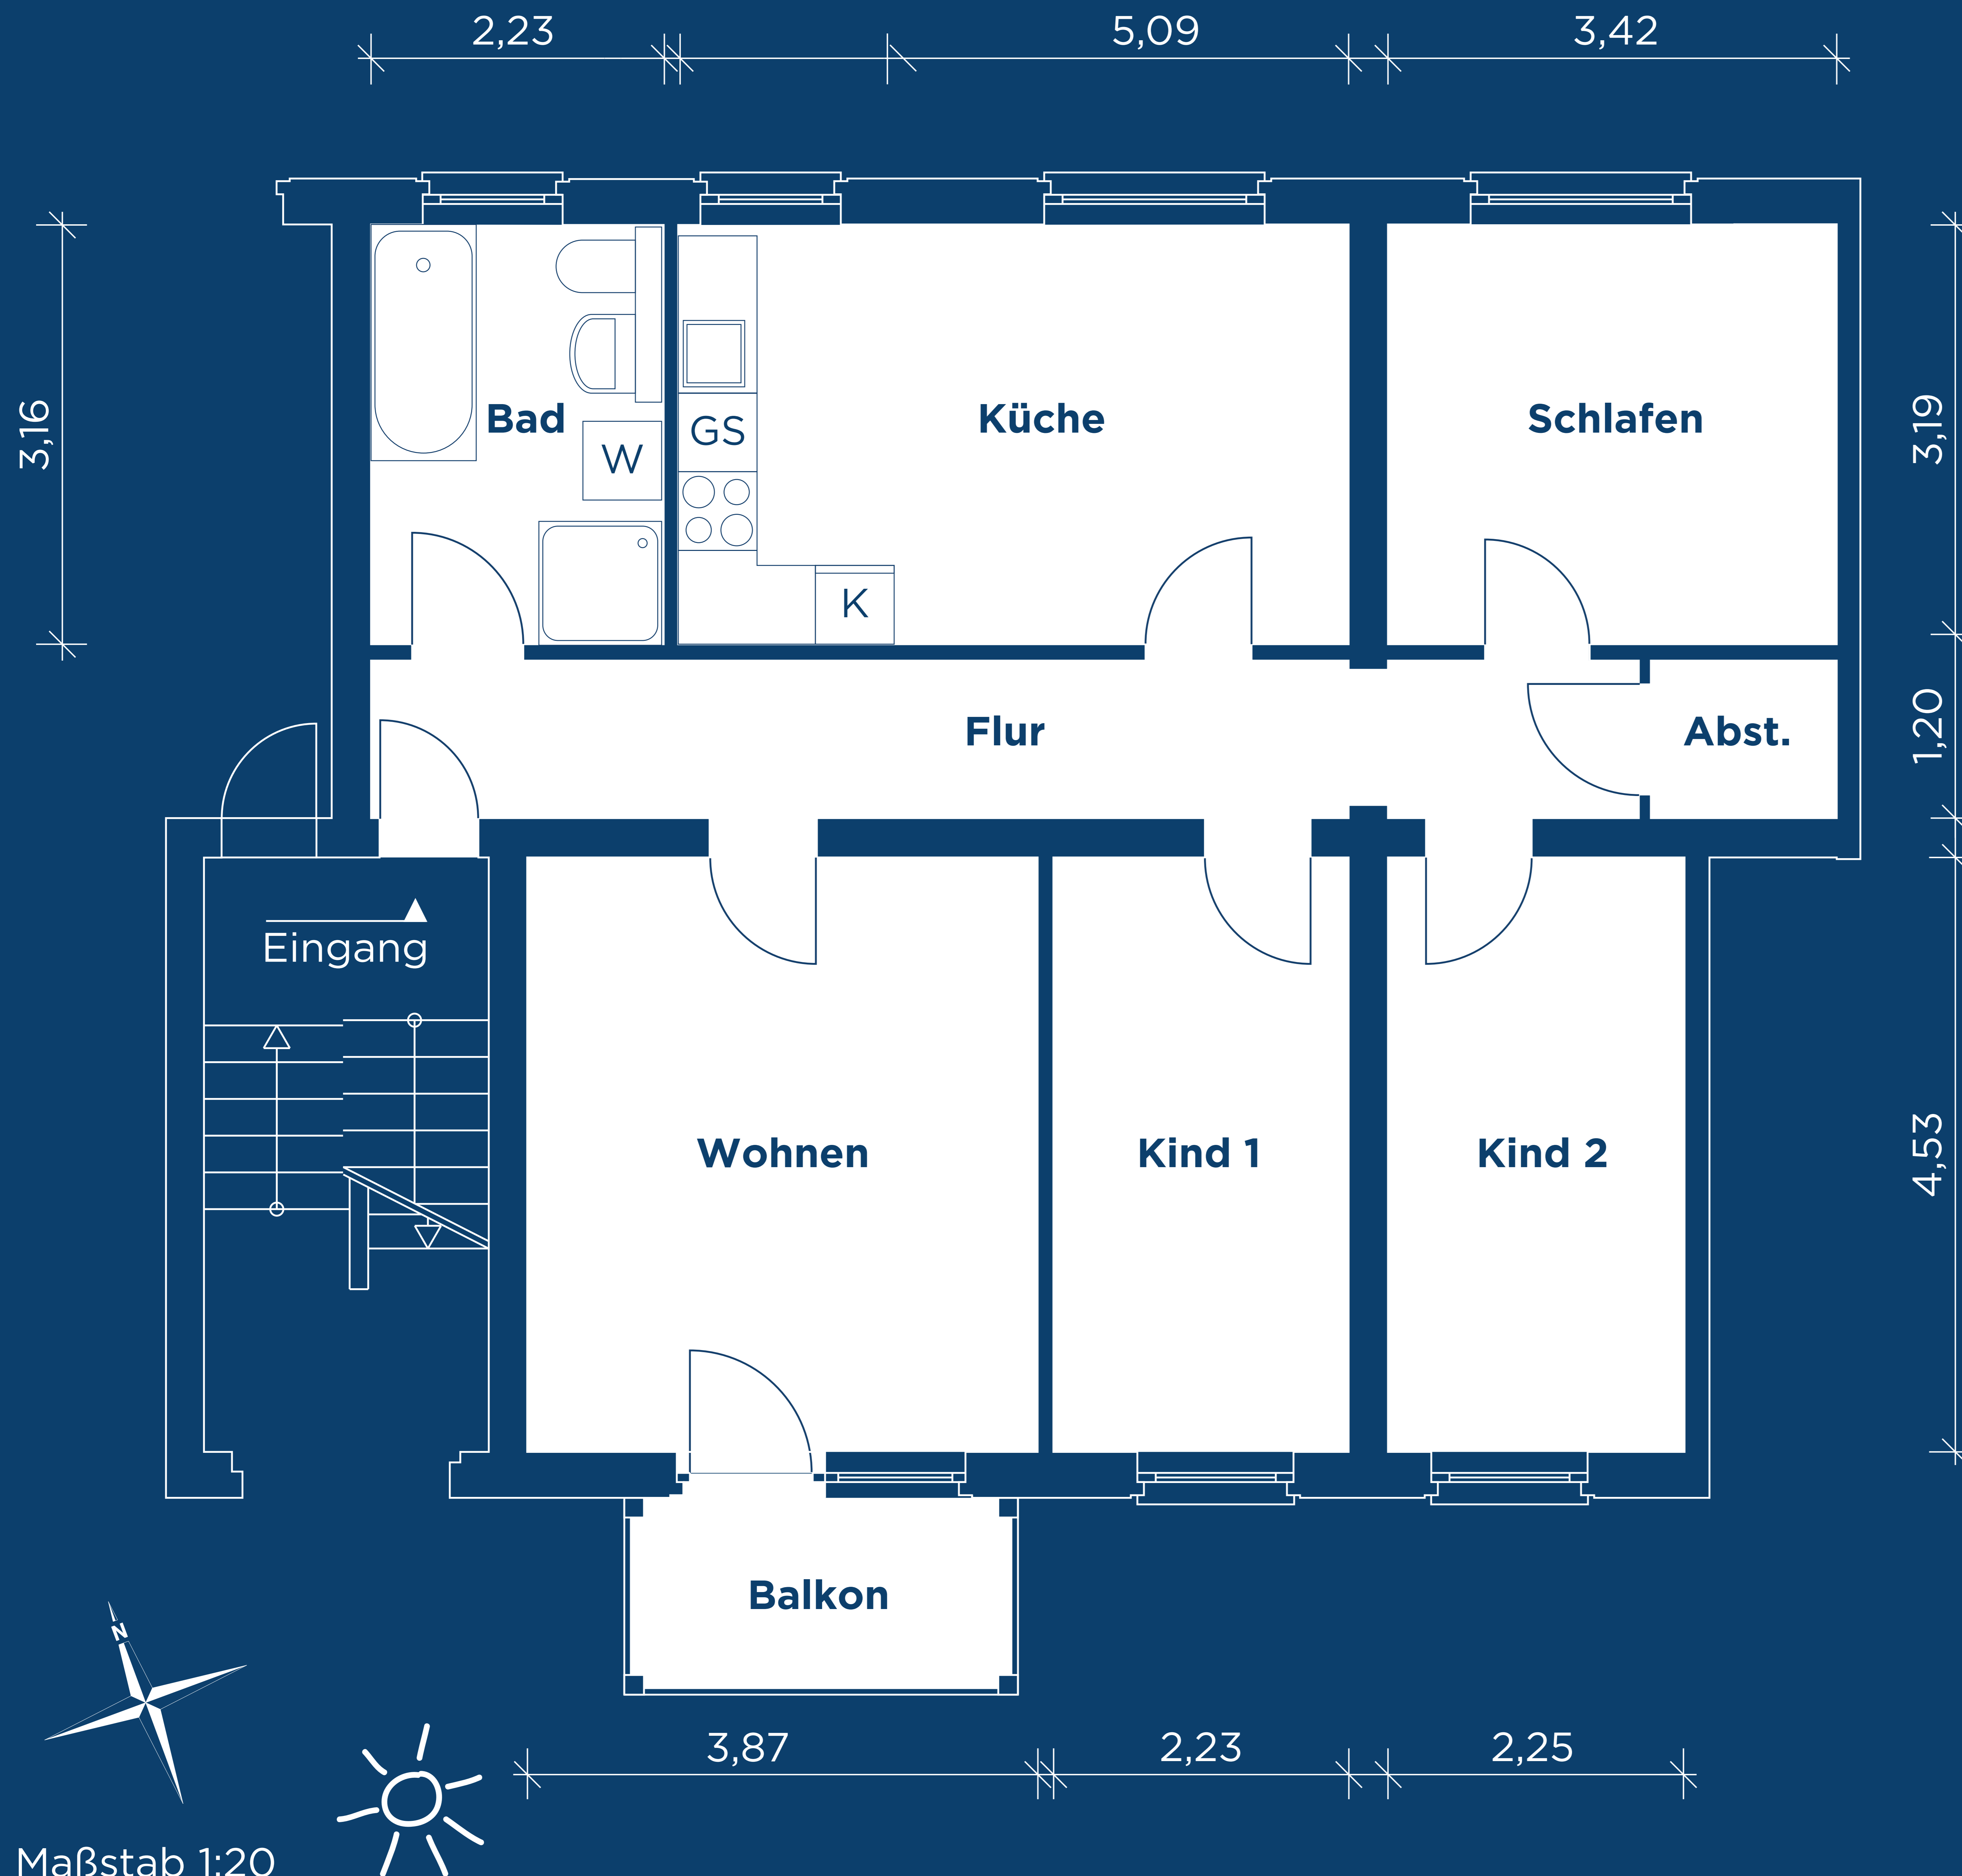 2,23
5,09
3,42
3,16
Bad
Küche
Schlafen
3,19
GS
W
K
Flur
Abst.
1,20
Eingang
Wohnen
Kind 1
Kind 2
4,53
Balkon
N
3,87
2,23
2,25
Maßstab 1:20